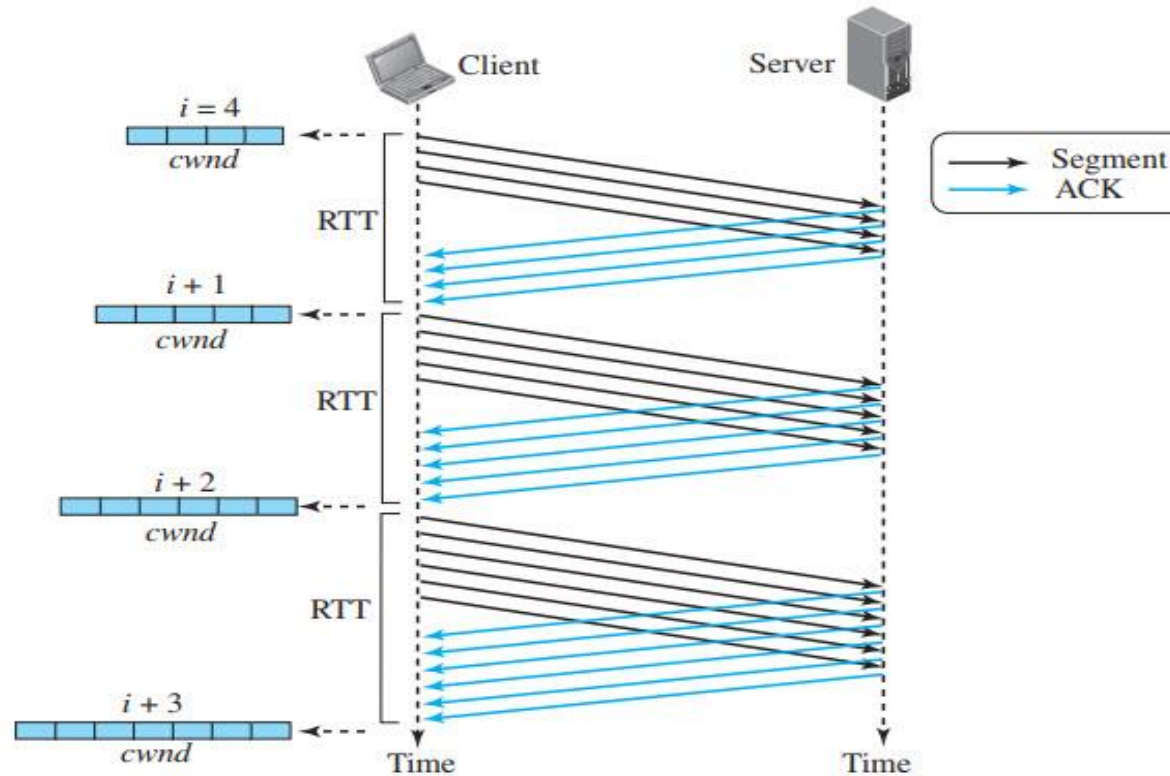 Client
Server
i = 4
cwnd
Segment
ACK
RTT
i + 1
cwnd
RTT
i + 2
cwnd
RTT
i + 3
cwnd
Time
Time